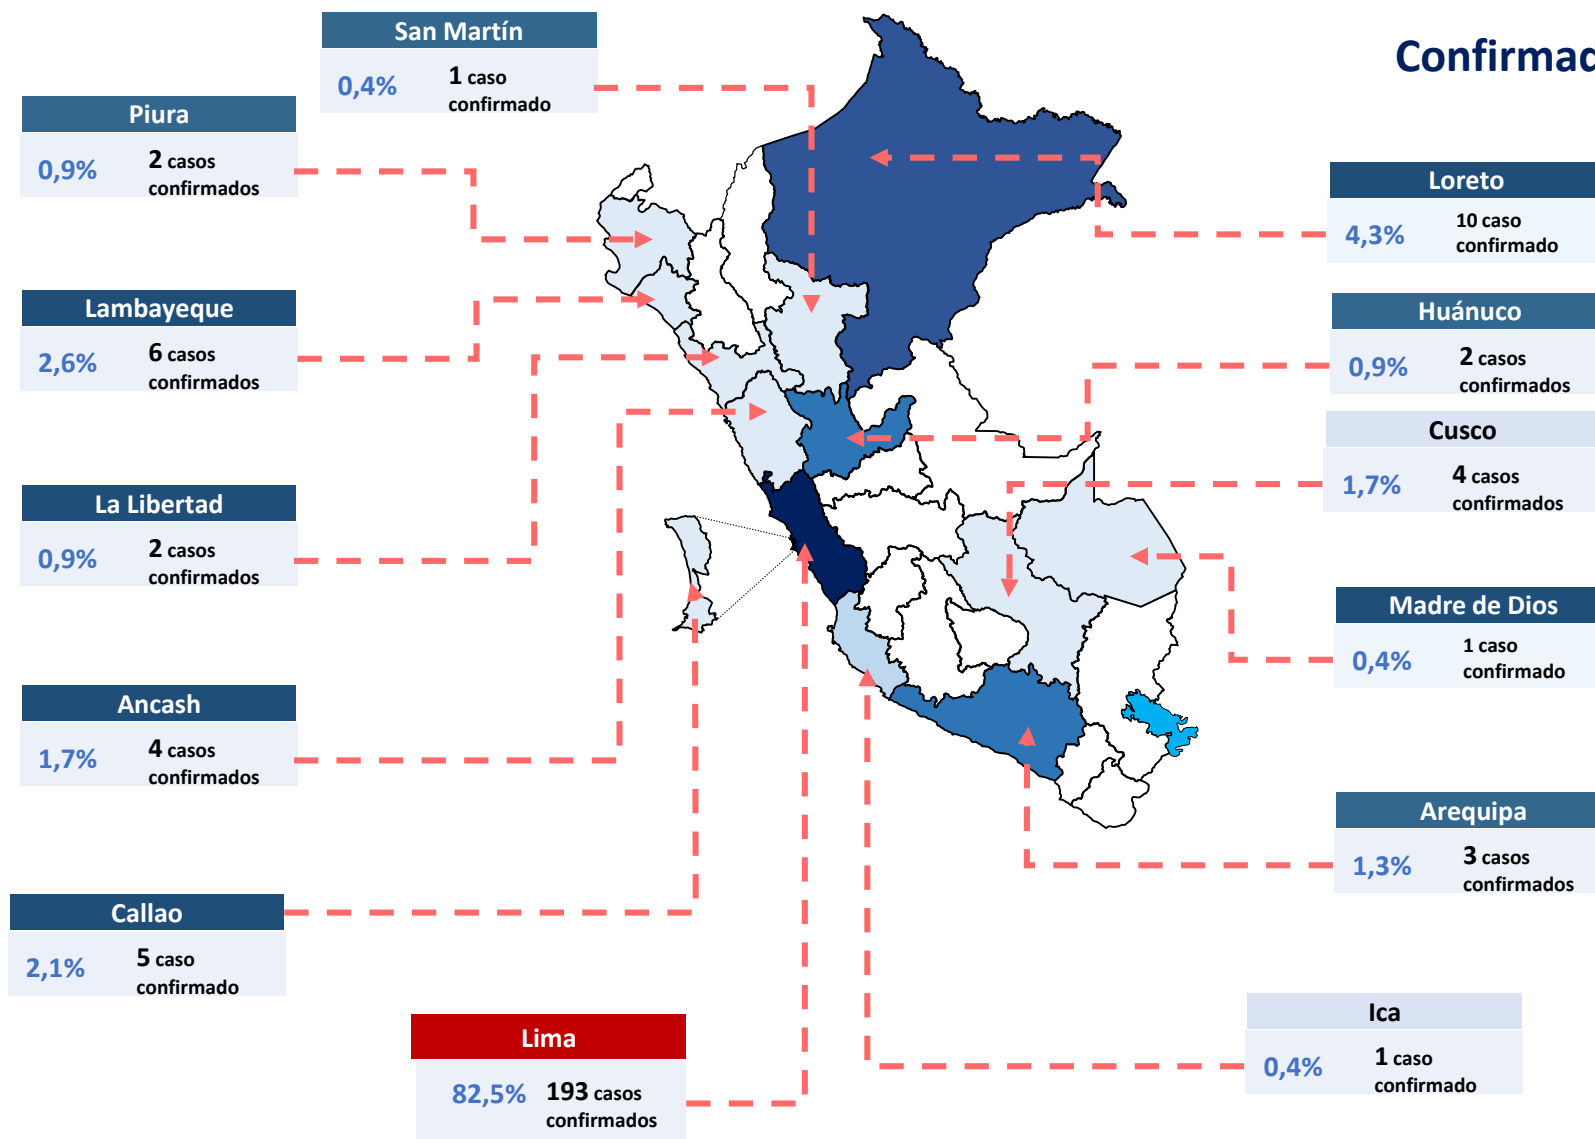 Confirmad
San Martín
0,4%
1 caso
confirmado
Piura
0,9%
2 casos
confirmados
Loreto
4,3%
10 caso
confirmado
Lambayeque
2,6%
6 casos
confirmados
Huánuco
0,9%
2 casos
confirmados
Cusco
1,7%
4 casos
confirmados
La Libertad
0,9%
2 casos
confirmados
Madre de Dios
0,4%
1 caso
confirmado
Ancash
1,7%
4 casos
confirmados
Arequipa
1,3%
3 casos
confirmados
Callao
2,1%
5 caso
confirmado
Ica
0,4%
1 caso
confirmado
Lima
82,5%
193 casos
confirmados